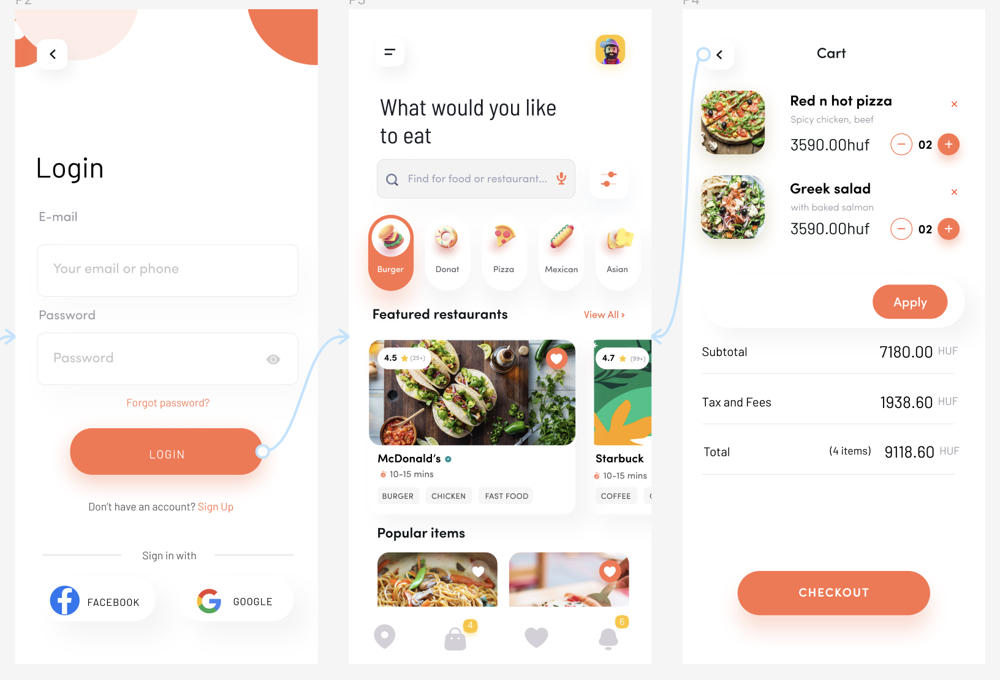 P2
Login
E-mail
Your email or phone
Password
Password
Forgot password?
LOGIN
Don't have an account? Sign Up
Sign in with
FACEBOOK
GOOGLE
P3
What would you like
to eat
Find for food or restaurant...
Burger
Donat
Pizza
Mexican
Asian
Featured restaurants
View All ›
4.5 (25+)
4.7 (99+)
McDonald's
10-15 mins
BURGER CHICKEN FAST FOOD
Starbuck
10-15 mins
COFFEE
Popular items
4
6
P4
Cart
Red n hot pizza
Spicy chicken, beef
3590.00huf
02
Greek salad
with baked salmon
3590.00huf
02
Apply
Subtotal 7180.00 HUF
Tax and Fees 1938.60 HUF
Total (4 items) 9118.60 HUF
CHECKOUT